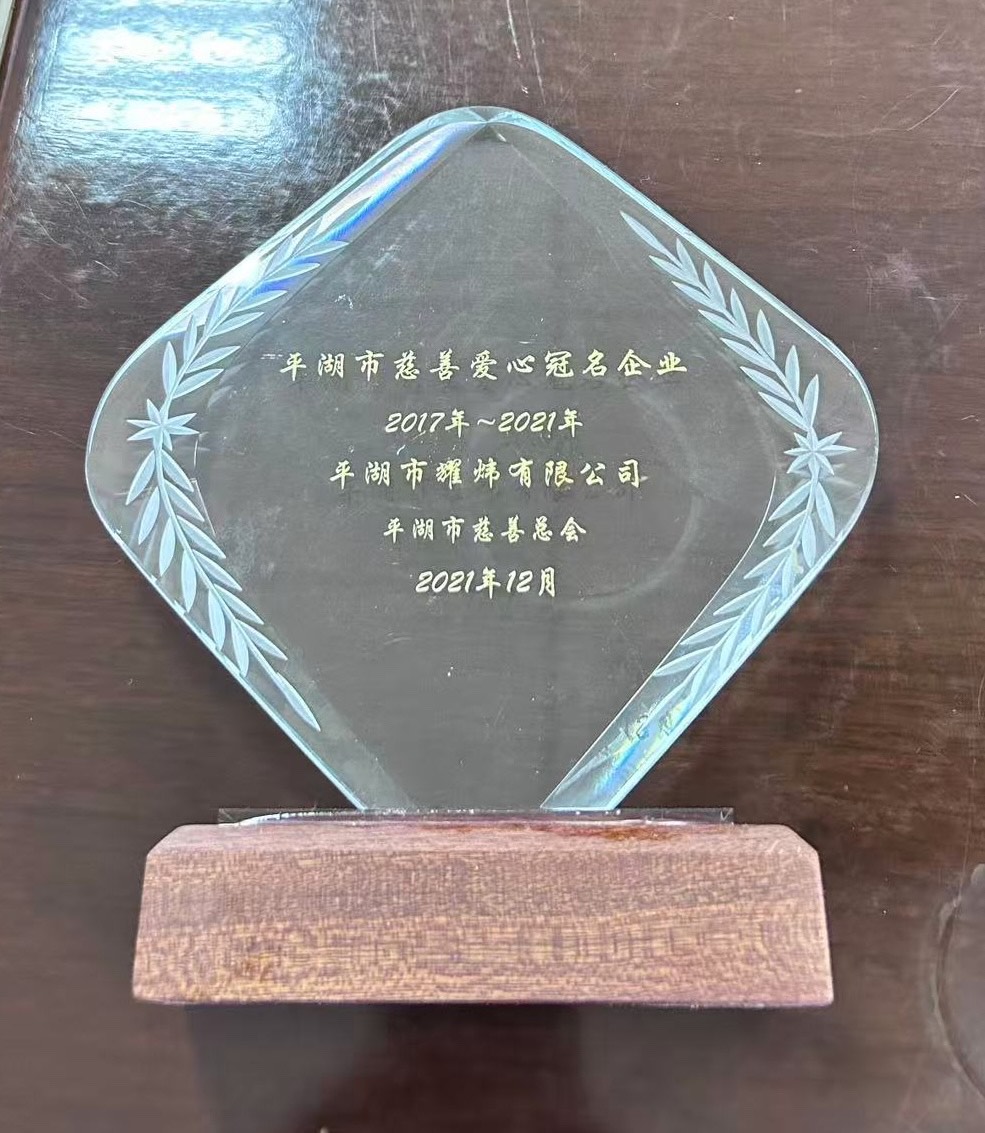 平湖市慈善爱心冠名企业
2017年~2021年
平湖市耀炜有限公司
平湖市慈善总会
2021年12月